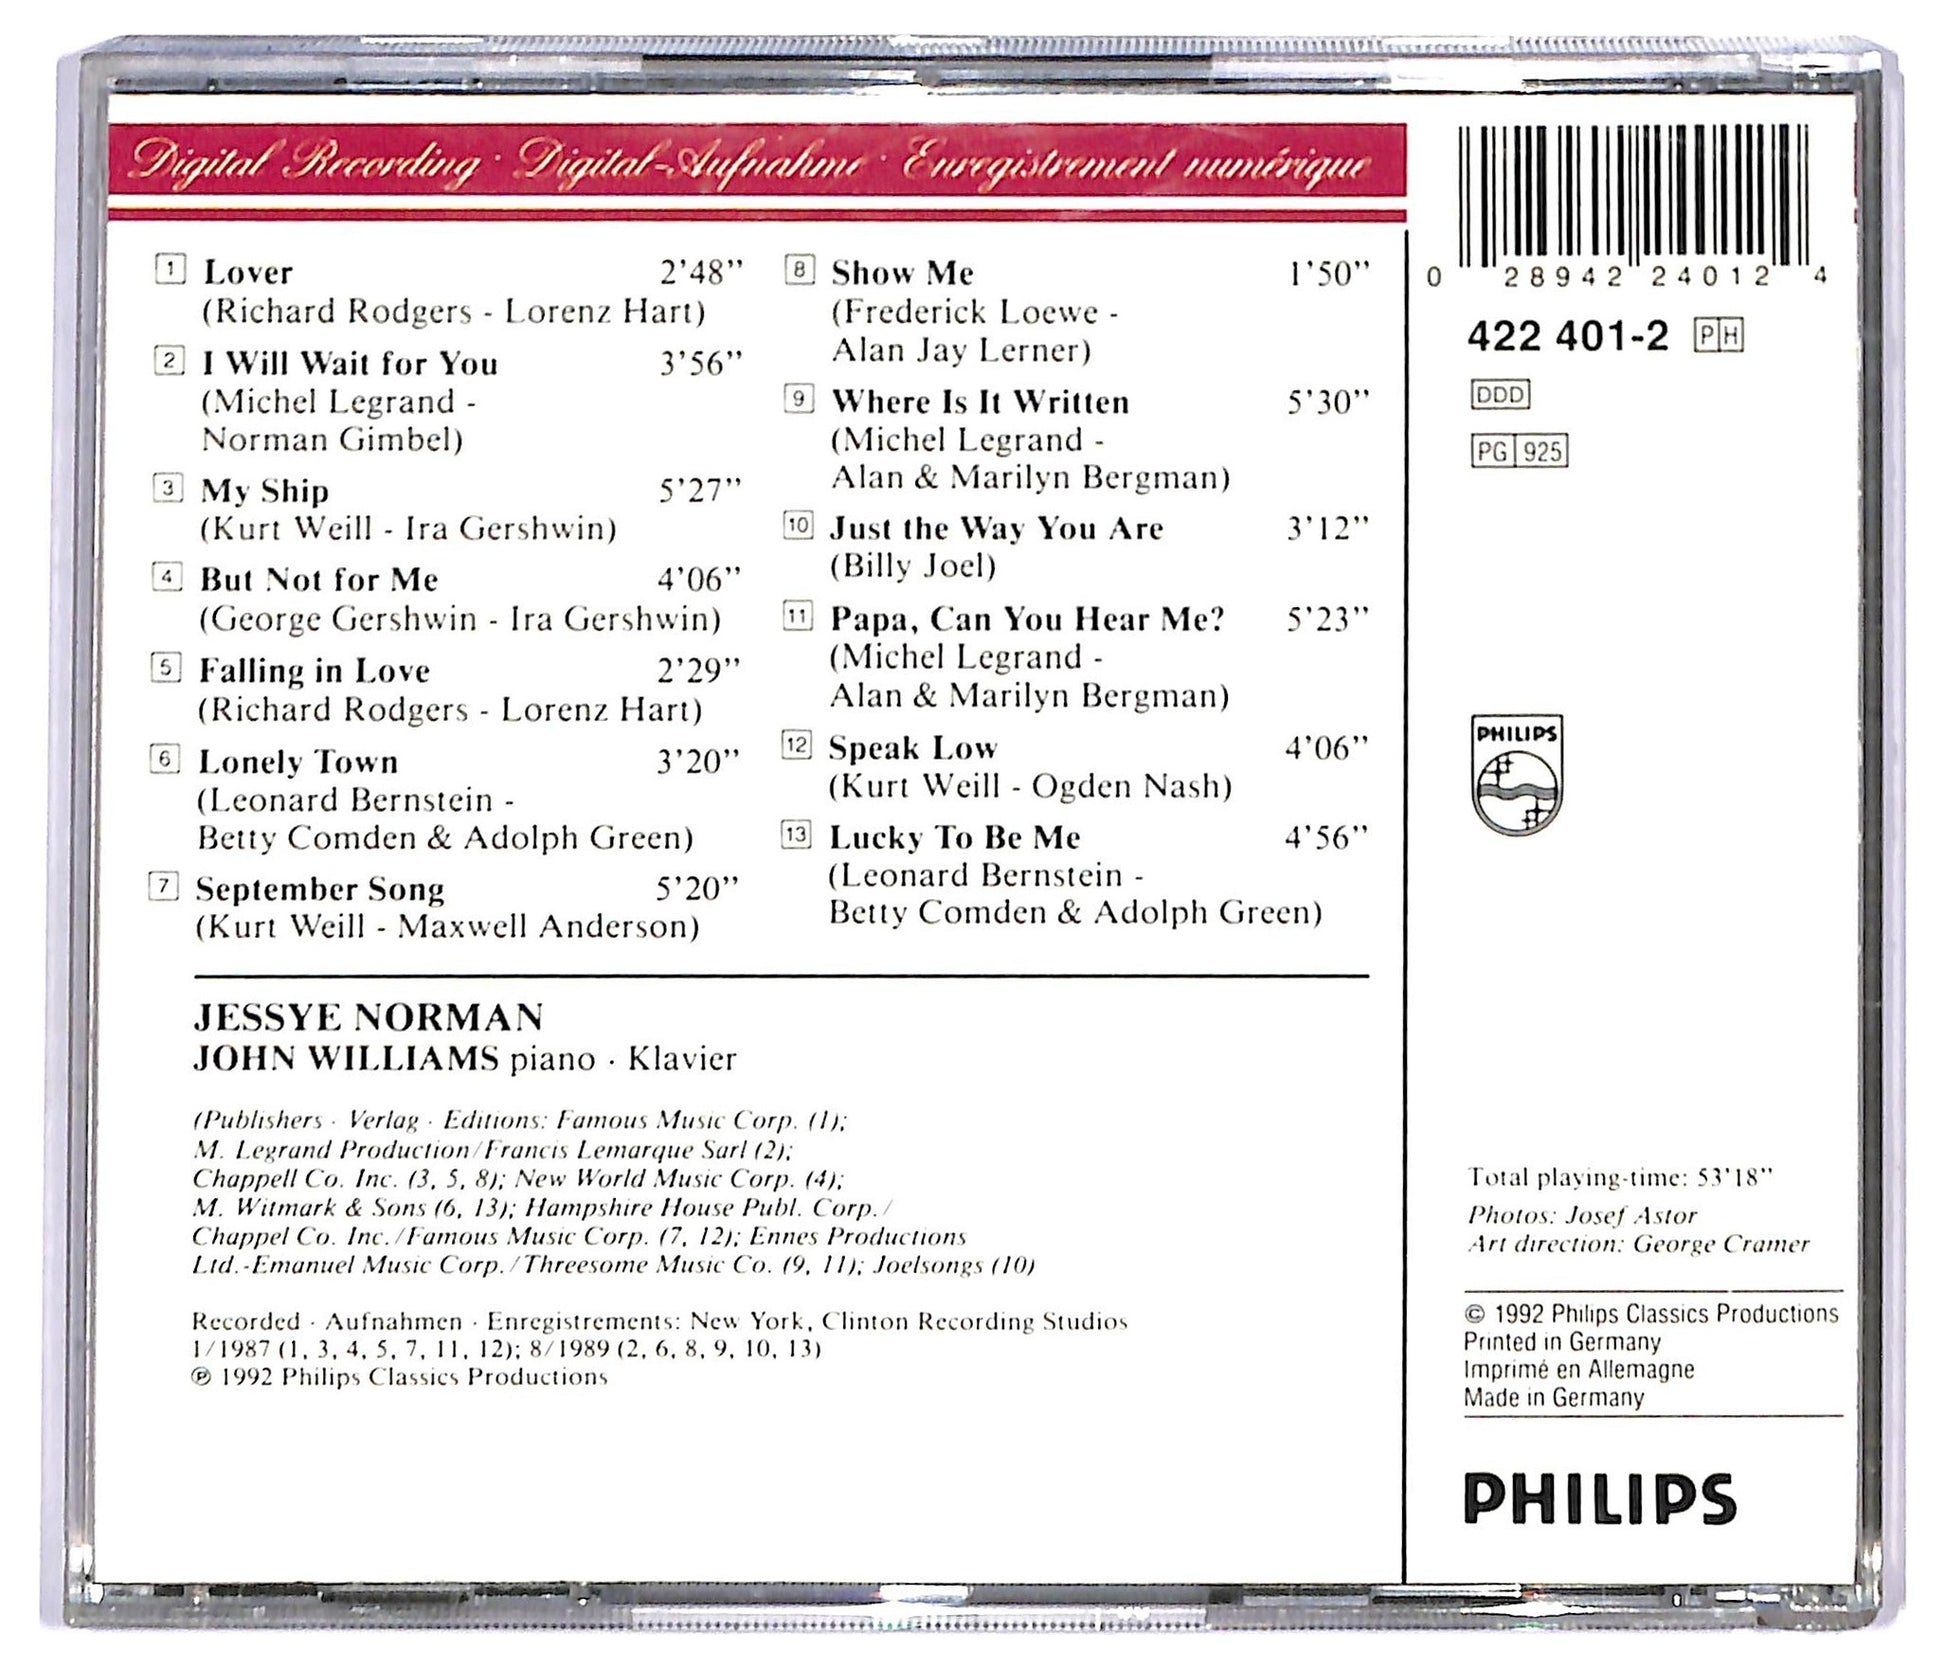 Digital Recording · Digital-Aufnahme · Enregistrement numérique
1 Lover 2'48''
(Richard Rodgers - Lorenz Hart)
2 I Will Wait for You 3'56''
(Michel Legrand -
Norman Gimbel)
3 My Ship 5'27''
(Kurt Weill - Ira Gershwin)
4 But Not for Me 4'06''
(George Gershwin - Ira Gershwin)
5 Falling in Love 2'29''
(Richard Rodgers - Lorenz Hart)
6 Lonely Town 3'20''
(Leonard Bernstein -
Betty Comden & Adolph Green)
7 September Song 5'20''
(Kurt Weill - Maxwell Anderson)
8 Show Me 1'50''
(Frederick Loewe -
Alan Jay Lerner)
9 Where Is It Written 5'30''
(Michel Legrand -
Alan & Marilyn Bergman)
10 Just the Way You Are 3'12''
(Billy Joel)
11 Papa, Can You Hear Me? 5'23''
(Michel Legrand -
Alan & Marilyn Bergman)
12 Speak Low 4'06''
(Kurt Weill - Ogden Nash)
13 Lucky To Be Me 4'56''
(Leonard Bernstein -
Betty Comden & Adolph Green)
JESSYE NORMAN
JOHN WILLIAMS piano · Klavier
(Publishers · Verlag · Editions: Famous Music Corp. (1);
M. Legrand Production/Francis Lemarque Sarl (2);
Chappell Co. Inc. (3, 5, 8); New World Music Corp. (4);
M. Witmark & Sons (6, 13); Hampshire House Publ. Corp./
Chappel Co. Inc./Famous Music Corp. (7, 12); Ennes Productions
Ltd.-Emanuel Music Corp./Threesome Music Co. (9, 11); Joelsongs (10)
Recorded · Aufnahmen · Enregistrements: New York, Clinton Recording Studios
1/1987 (1, 3, 4, 5, 7, 11, 12); 8/1989 (2, 6, 8, 9, 10, 13)
℗ 1992 Philips Classics Productions
0 28942 24012 4
422 401-2 PH
DDD
PG 925
PHILIPS
Total playing-time: 53'18''
Photos: Josef Astor
Art direction: George Cramer
© 1992 Philips Classics Productions
Printed in Germany
Imprimé en Allemagne
Made in Germany
PHILIPS